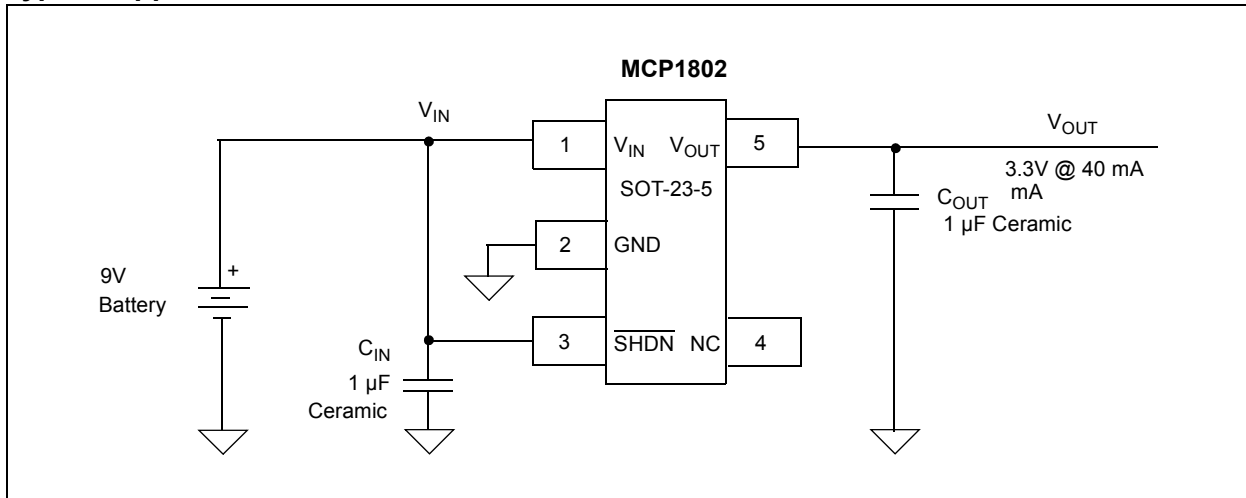 MCP1802
V_IN
1
V_IN V_OUT
5
V_OUT
SOT-23-5
3.3V @ 40 mA
mA
C_OUT
1 µF Ceramic
2
GND
9V
Battery
+
3
SHDN NC
4
C_IN
1 µF
Ceramic